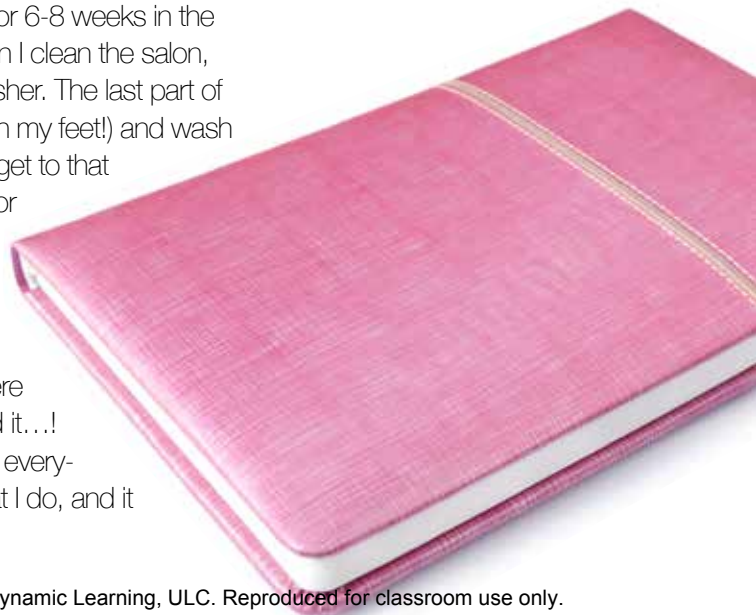 or 6-8 weeks in the
n I clean the salon,
sher. The last part of
n my feet!) and wash
get to that
or
ere
d it…!
every-
t I do, and it
ynamic Learning, ULC. Reproduced for classroom use only.